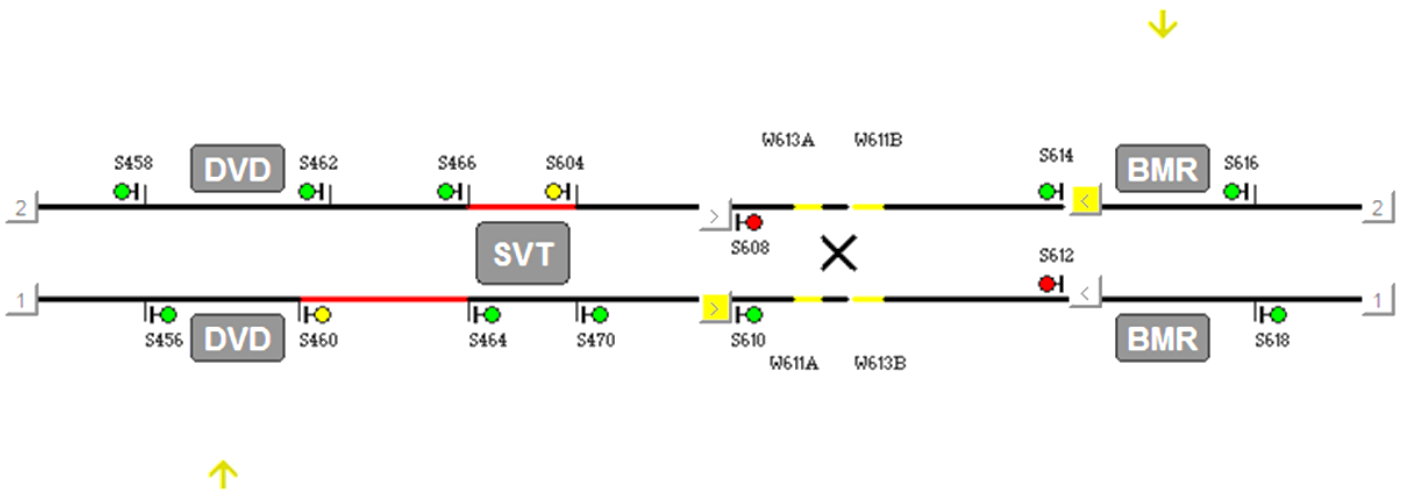 W613A W611B
S458 DVD S462 S466 S604 S614 BMR S616
2 > < 2
S608
SVT
S612
1 > < 1
S456 DVD S460 S464 S470 S610 BMR S618
W611A W613B